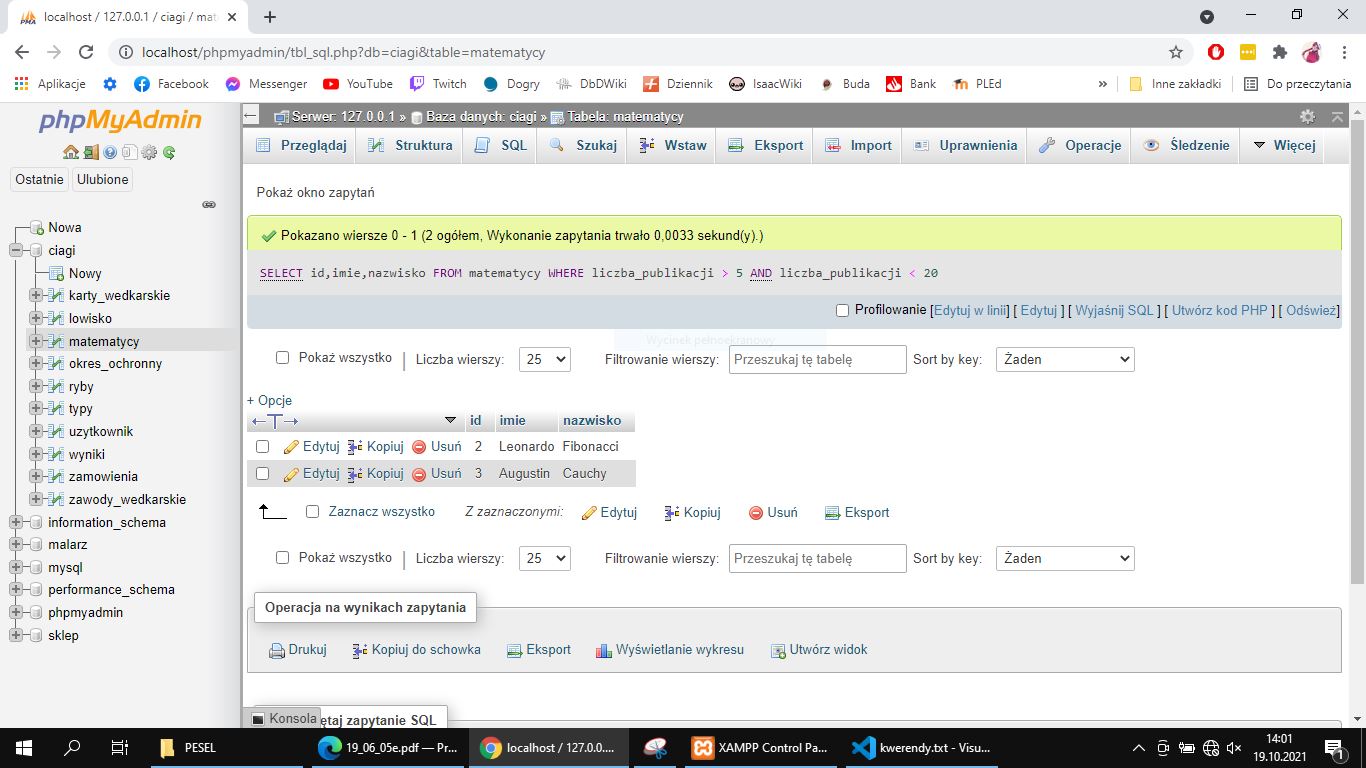 localhost / 127.0.0.1 / ciagi / mat
localhost/phpmyadmin/tbl_sql.php?db=ciagi&table=matematycy
Aplikacje Facebook Messenger YouTube Twitch Dogry DbDWiki Dziennik IsaacWiki Buda Bank PLEd » Inne zakładki Do przeczytania
phpMyAdmin
Ostatnie Ulubione
Nowa
ciagi
Nowy
karty_wedkarskie
lowisko
matematycy
okres_ochronny
ryby
typy
uzytkownik
wyniki
zamowienia
zawody_wedkarskie
information_schema
malarz
mysql
performance_schema
phpmyadmin
sklep
Serwer: 127.0.0.1 » Baza danych: ciagi » Tabela: matematycy
Przeglądaj Struktura SQL Szukaj Wstaw Eksport Import Uprawnienia Operacje Śledzenie Więcej
Pokaż okno zapytań
Pokazano wiersze 0 - 1 (2 ogółem, Wykonanie zapytania trwało 0,0033 sekund(y).)
SELECT id,imie,nazwisko FROM matematycy WHERE liczba_publikacji > 5 AND liczba_publikacji < 20
Profilowanie [Edytuj w linii] [ Edytuj ] [ Wyjaśnij SQL ] [ Utwórz kod PHP ] [ Odśwież]
Wycinek pełnoekranowy
Pokaż wszystko | Liczba wierszy: 25 Filtrowanie wierszy: Przeszukaj tę tabelę Sort by key: Żaden
+ Opcje
←T→ id imie nazwisko
Edytuj Kopiuj Usuń 2 Leonardo Fibonacci
Edytuj Kopiuj Usuń 3 Augustin Cauchy
Zaznacz wszystko Z zaznaczonymi: Edytuj Kopiuj Usuń Eksport
Pokaż wszystko | Liczba wierszy: 25 Filtrowanie wierszy: Przeszukaj tę tabelę Sort by key: Żaden
Operacja na wynikach zapytania
Drukuj Kopiuj do schowka Eksport Wyświetlanie wykresu Utwórz widok
Konsola ętaj zapytanie SQL
PESEL 19_06_05e.pdf — Pr... localhost / 127.0.0.... XAMPP Control Pa... kwerendy.txt - Visu...
14:01
19.10.2021
1